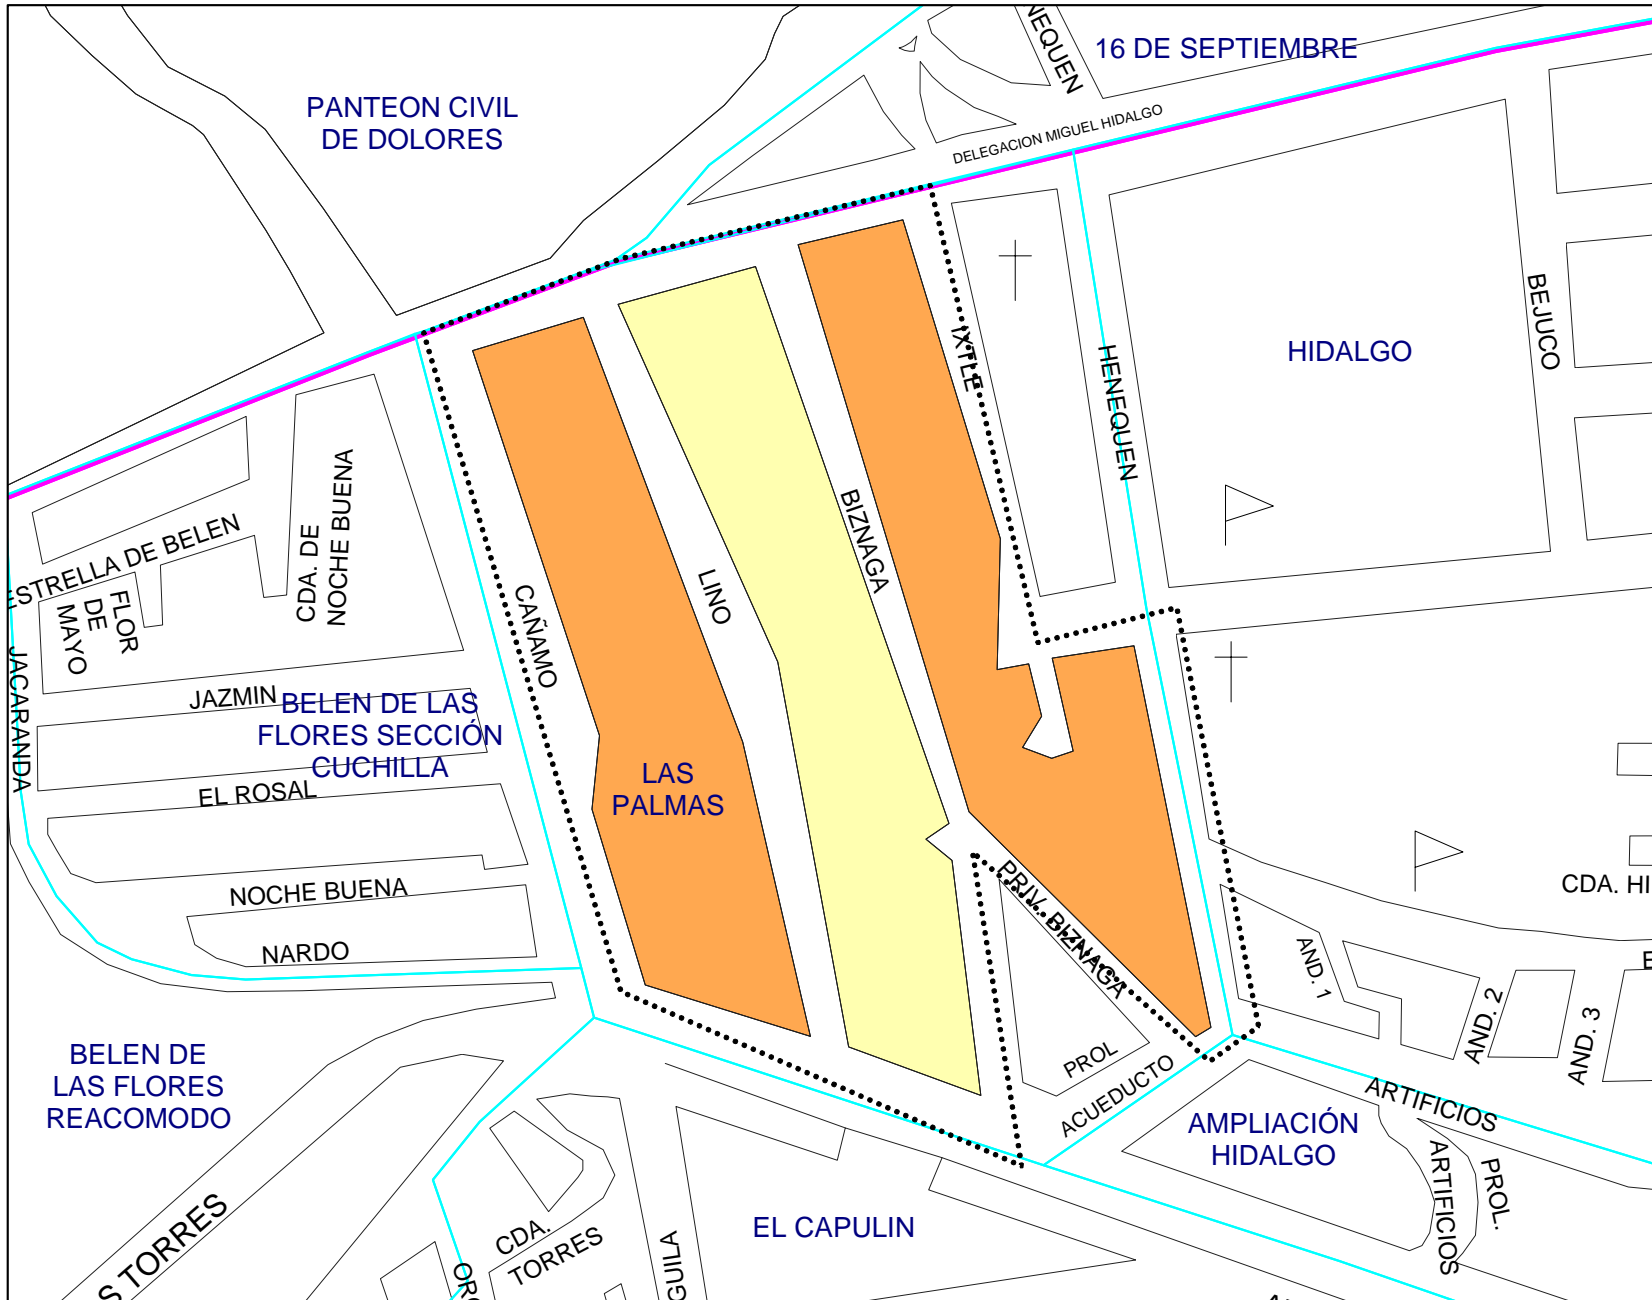 16 DE SEPTIEMBRE
PANTEON CIVIL
DE DOLORES
DELEGACION MIGUEL HIDALGO
IXTLE
HENEQUEN
HIDALGO
BEJUCO
ESTRELLA DE BELEN
CDA. DE
NOCHE BUENA
FLOR
DE
MAYO
JACARANDA
JAZMIN
BELEN DE LAS
FLORES SECCIÓN
CUCHILLA
EL ROSAL
NOCHE BUENA
NARDO
CAÑAMO
LINO
BIZNAGA
LAS
PALMAS
PRIV. BIZNAGA
CDA. HI
AND. 1
AND. 2
AND. 3
PROL
ACUEDUCTO
ARTIFICIOS
AMPLIACIÓN
HIDALGO
PROL.
ARTIFICIOS
BELEN DE
LAS FLORES
REACOMODO
S TORRES
CDA.
TORRES
GUILA
EL CAPULIN